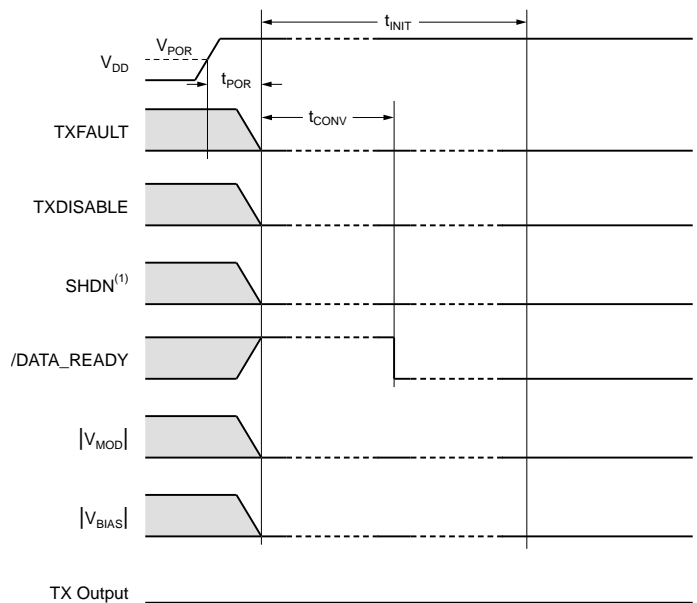 tINIT
VPOR
VDD
tPOR
tCONV
TXFAULT
TXDISABLE
SHDN(1)
/DATA_READY
|VMOD|
|VBIAS|
TX Output